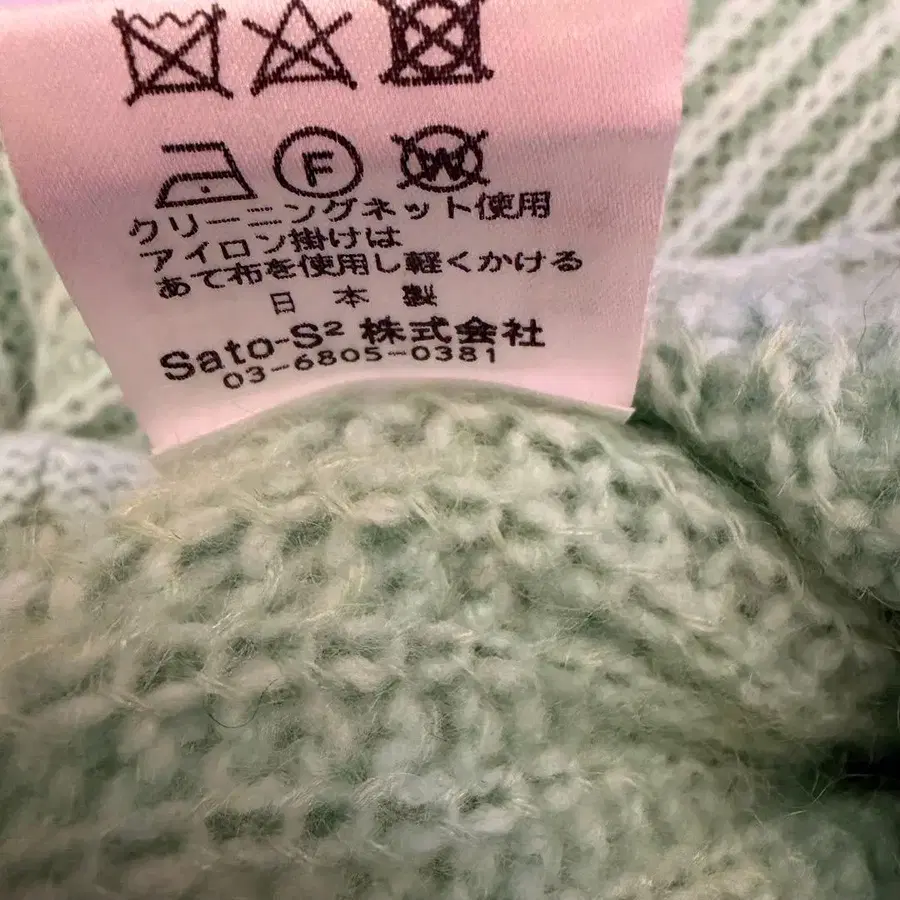 F W
クリーニングネット使用
アイロン掛けは
あて布を使用し軽くかける
日本製
Sato-S² 株式会社
03-6805-0381